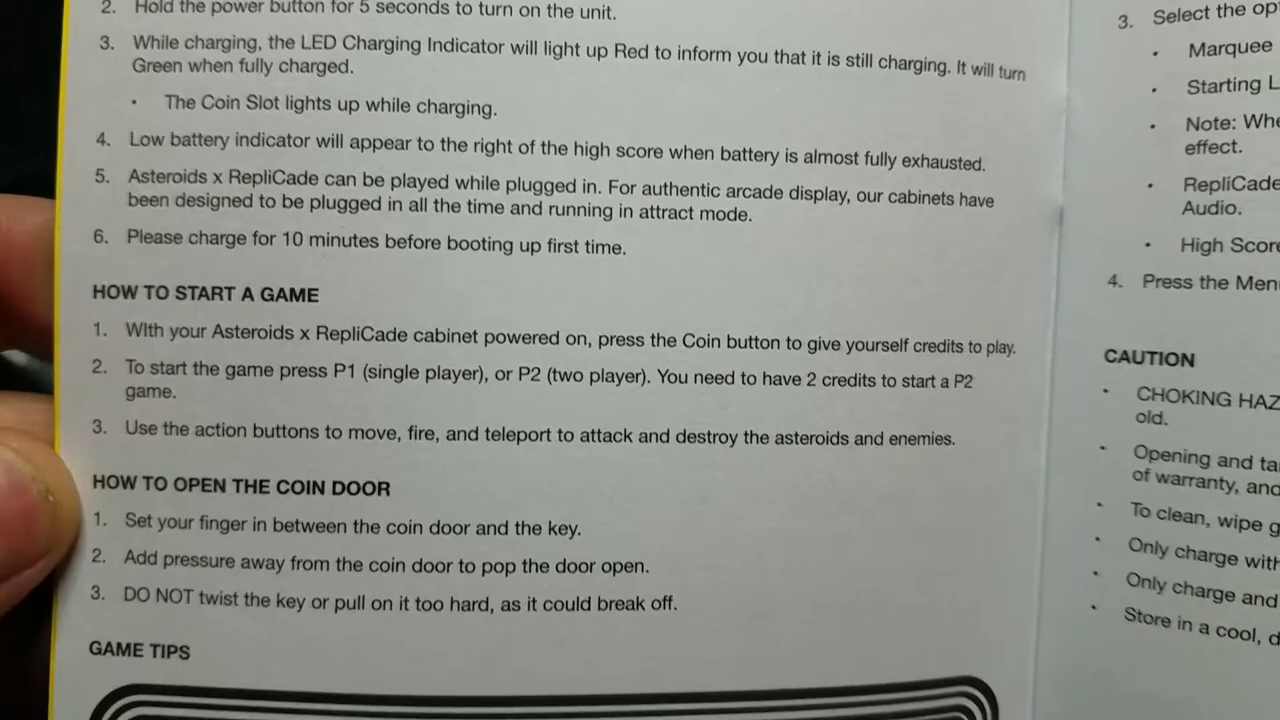 2. Hold the power button for 5 seconds to turn on the unit.
3. While charging, the LED Charging Indicator will light up Red to inform you that it is still charging. It will turn
Green when fully charged.
• The Coin Slot lights up while charging.
4. Low battery indicator will appear to the right of the high score when battery is almost fully exhausted.
5. Asteroids x RepliCade can be played while plugged in. For authentic arcade display, our cabinets have
been designed to be plugged in all the time and running in attract mode.
6. Please charge for 10 minutes before booting up first time.
HOW TO START A GAME
1. WIth your Asteroids x RepliCade cabinet powered on, press the Coin button to give yourself credits to play.
2. To start the game press P1 (single player), or P2 (two player). You need to have 2 credits to start a P2
game.
3. Use the action buttons to move, fire, and teleport to attack and destroy the asteroids and enemies.
HOW TO OPEN THE COIN DOOR
1. Set your finger in between the coin door and the key.
2. Add pressure away from the coin door to pop the door open.
3. DO NOT twist the key or pull on it too hard, as it could break off.
GAME TIPS
3. Select the
• Marquee
• Starting
• Note:
effect.
• RepliCade
Audio.
• High
4. Press the
CAUTION
• CHOKING
old.
• Opening and
of warranty, and
• To clean, wipe
• Only charge
• Only charge and
• Store in a cool,